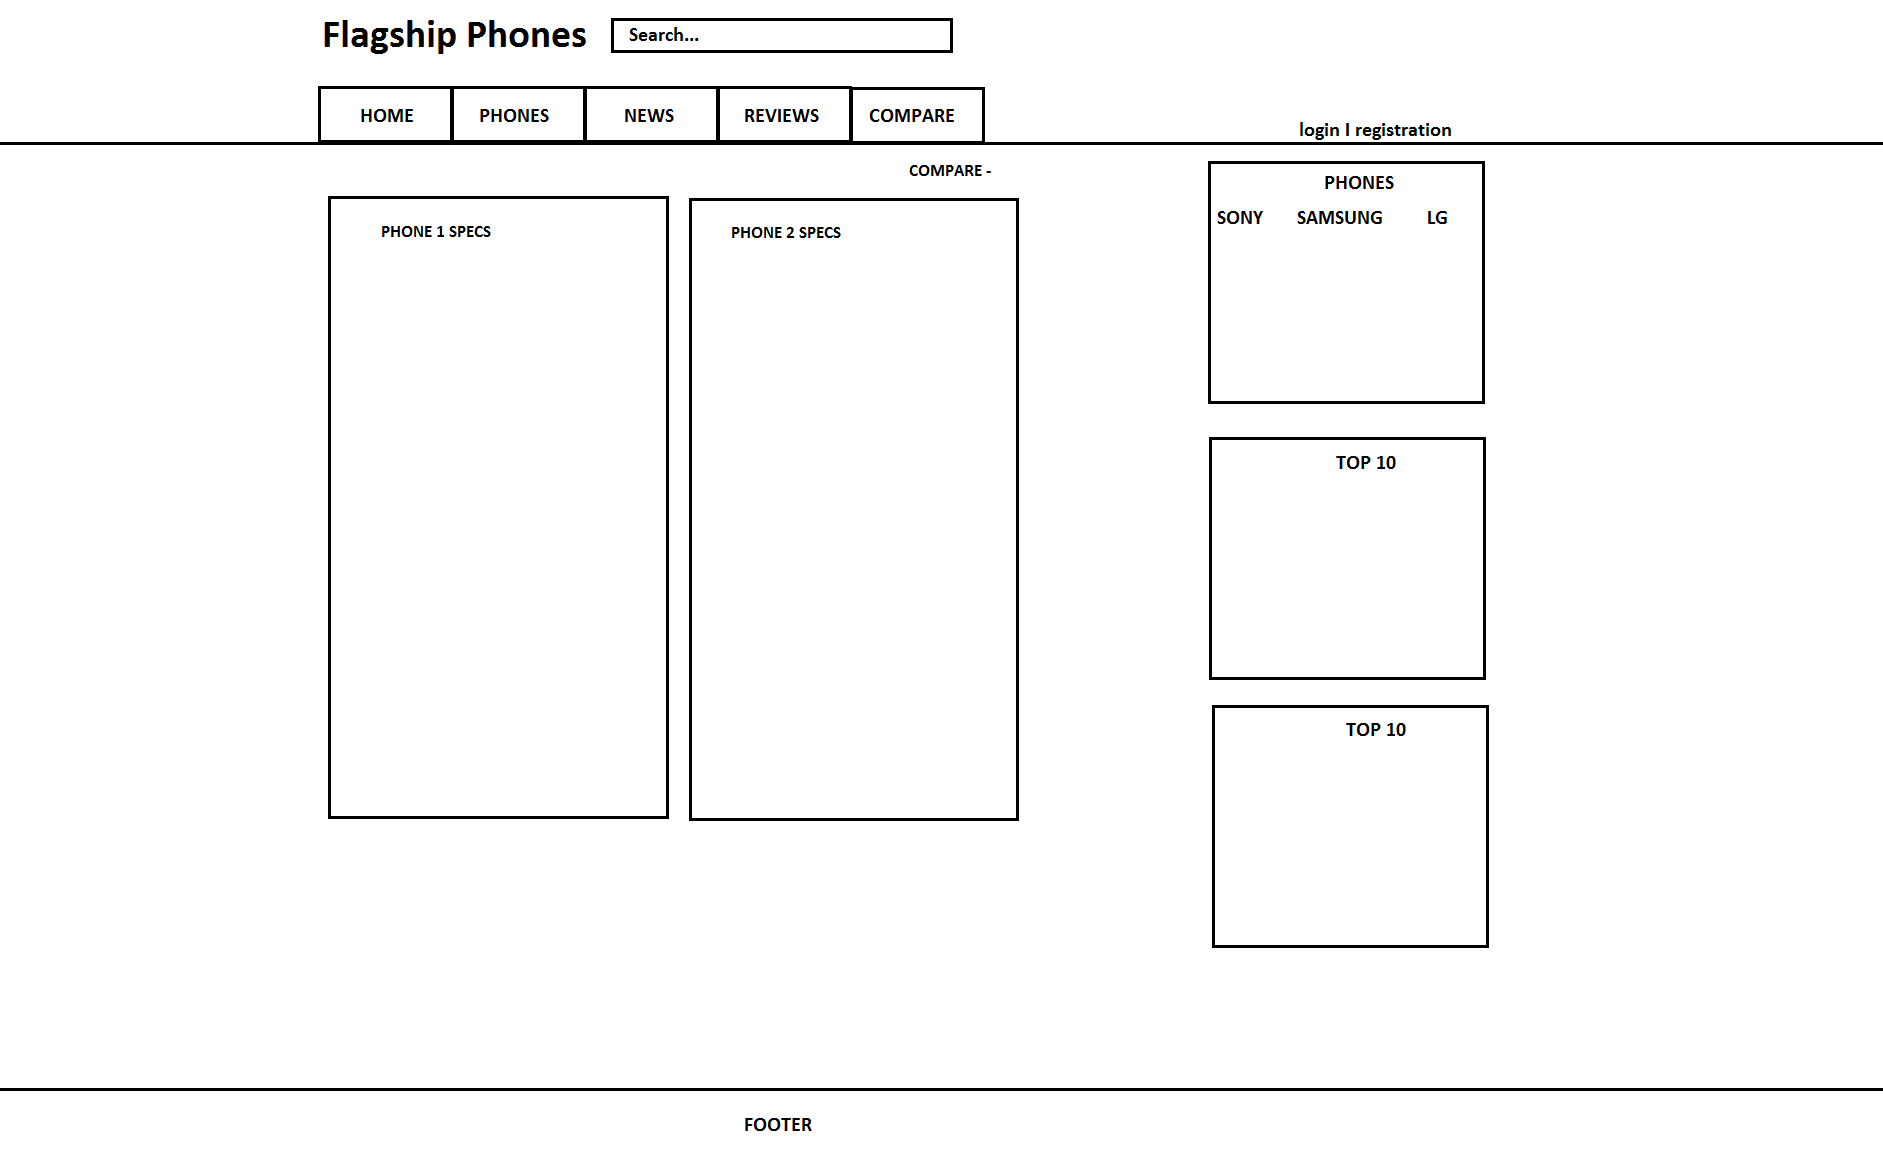 Flagship Phones
Search...
HOME PHONES NEWS REVIEWS COMPARE
login I registration
COMPARE -
PHONE 1 SPECS
PHONE 2 SPECS
PHONES
SONY SAMSUNG LG
TOP 10
TOP 10
FOOTER